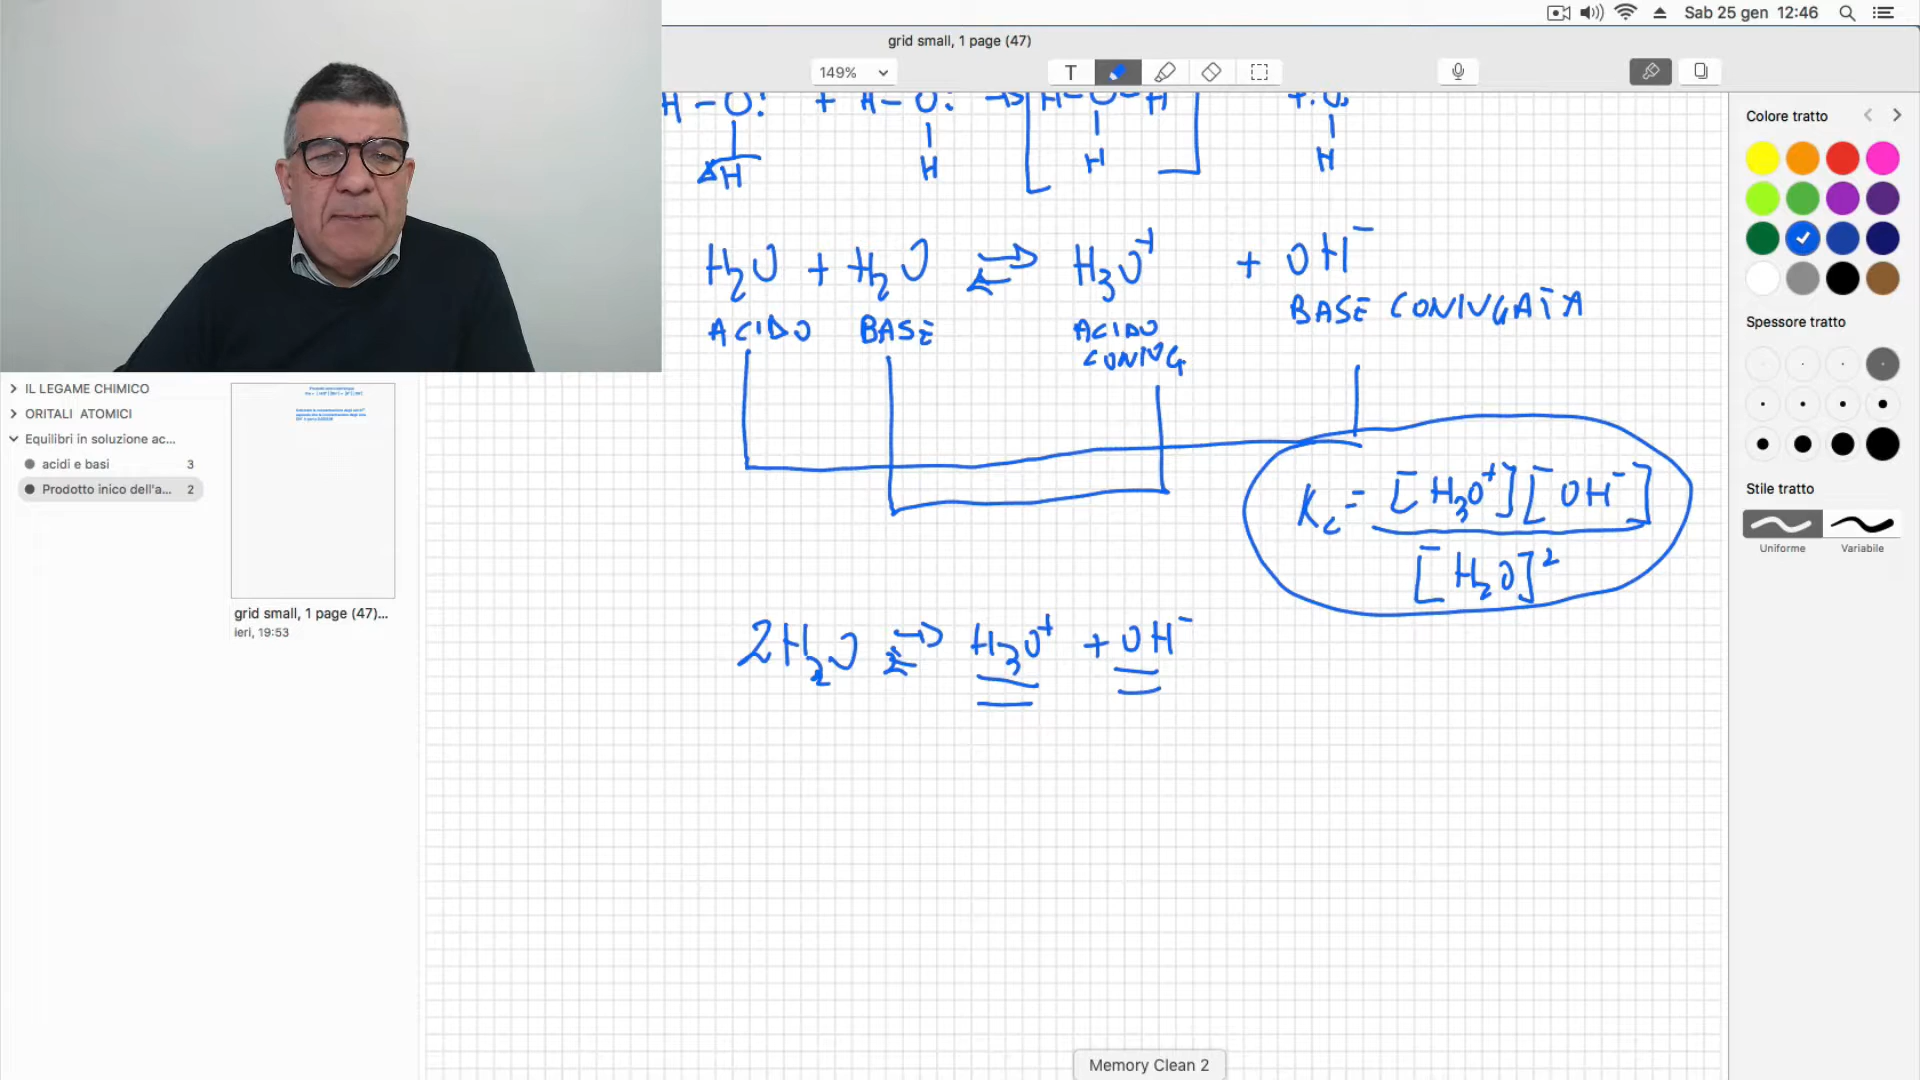 Sab 25 gen 12:46
grid small, 1 page (47)
149%
T
H-O: + H-O: → [H-O-H]
H H H H
H₂O + H₂O ⇄ H₃O⁺ + OH⁻
ACIDO BASE ACIDO CONIUG BASE CONIUGATA
Kc = [H₃O⁺][OH⁻]
[H₂O]²
2H₂O ⇄ H₃O⁺ + OH⁻
IL LEGAME CHIMICO
ORITALI ATOMICI
Equilibri in soluzione ac...
acidi e basi 3
Prodotto inico dell'a... 2
grid small, 1 page (47)...
ieri, 19:53
Colore tratto
Spessore tratto
Stile tratto
Uniforme Variabile
Memory Clean 2